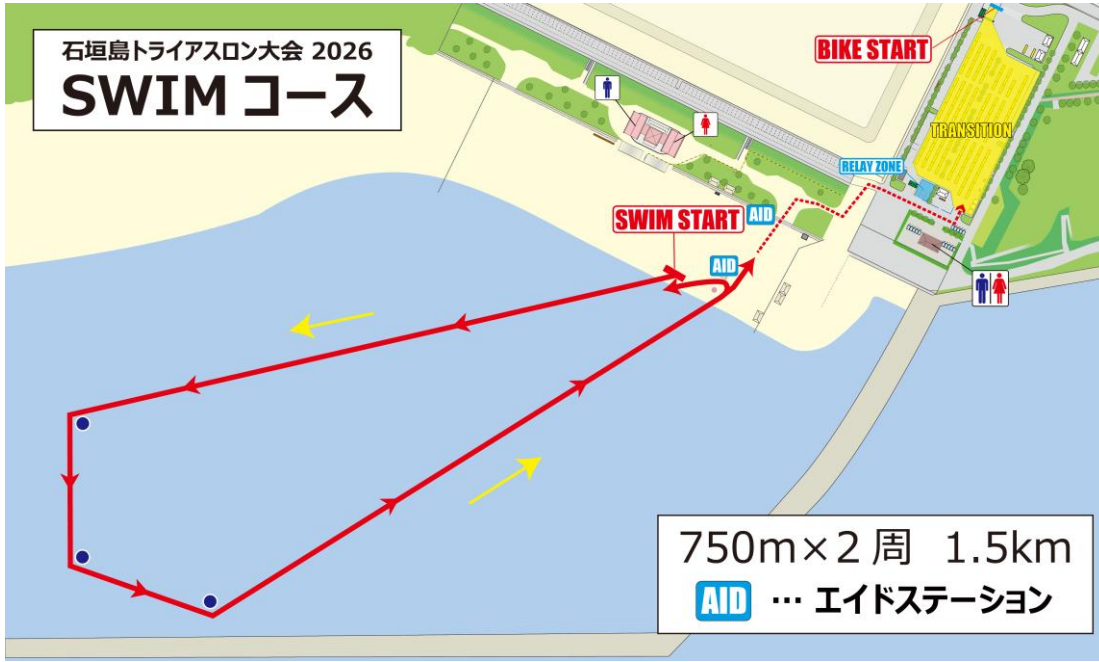 石垣島トライアスロン大会 2026
SWIM コース
BIKE START
TRANSITION
RELAY ZONE
SWIM START
AID
AID
750m×2周 1.5km
AID … エイドステーション